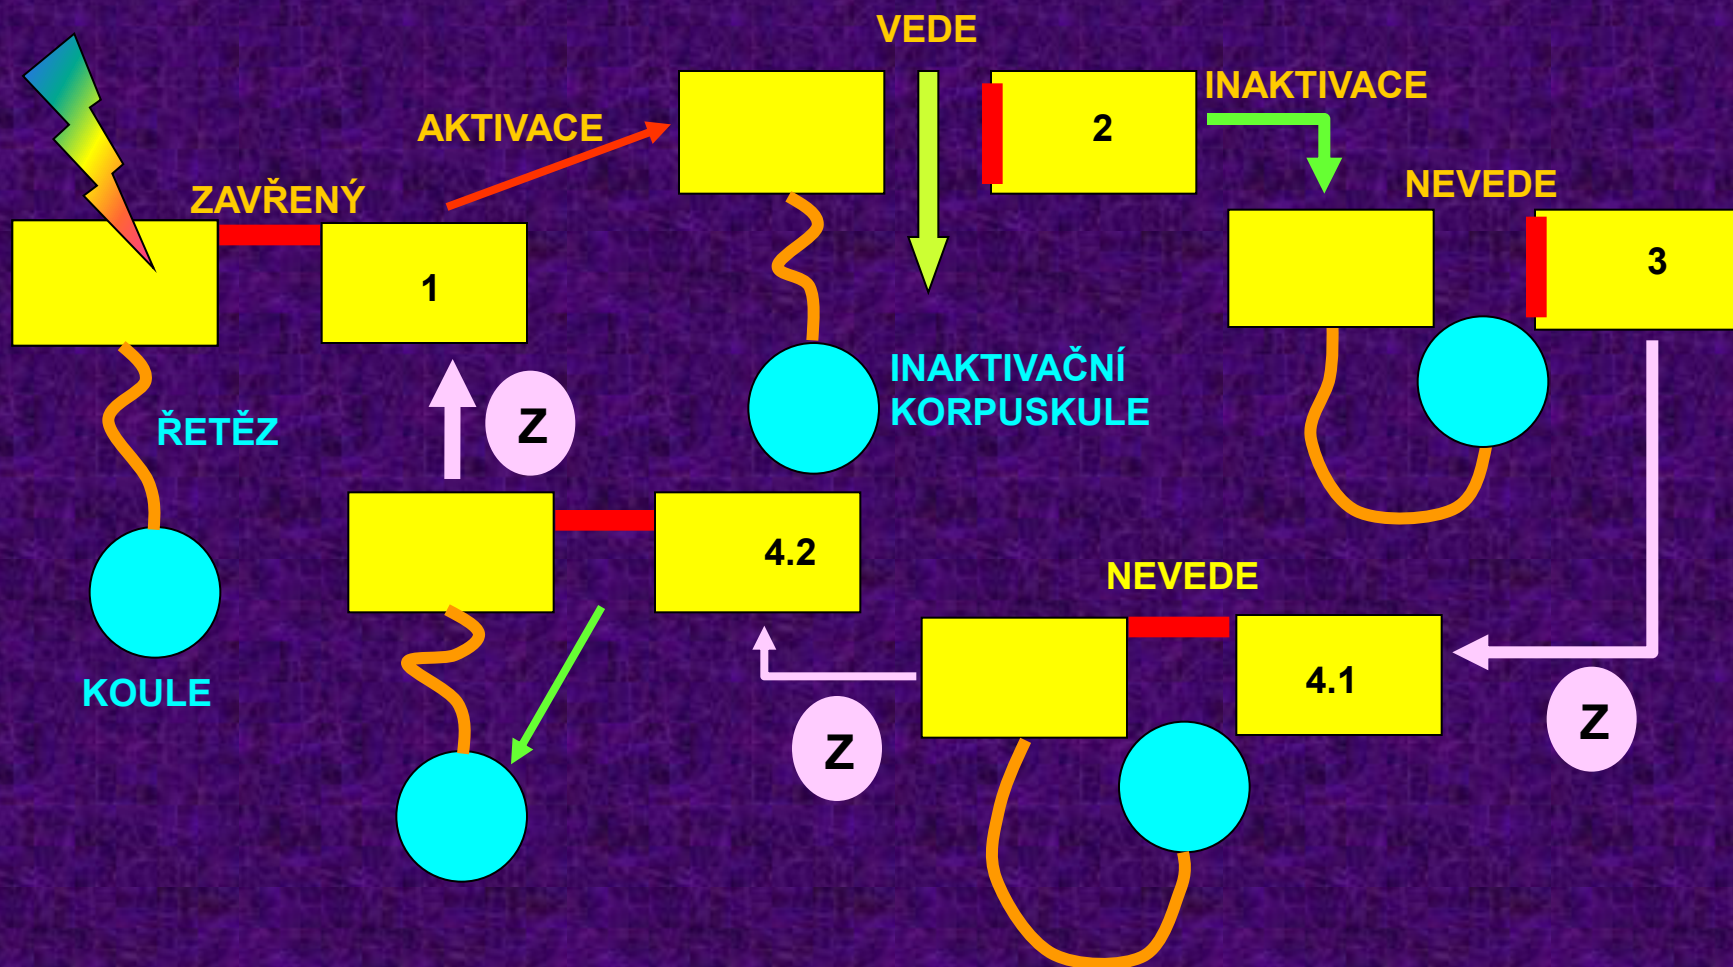 VEDE
INAKTIVACE
AKTIVACE
2
NEVEDE
ZAVŘENÝ
1
3
INAKTIVAČNÍ
KORPUSKULE
ŘETĚZ
Z
4.2
NEVEDE
4.1
KOULE
Z
Z